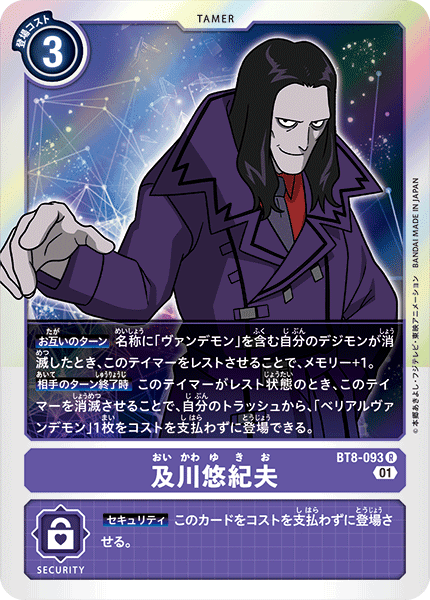 TAMER
登場コスト
3
お互いのターン 名称に「ヴァンデモン」を含む自分のデジモンが消
滅したとき、このテイマーをレストさせることで、メモリー+1。
相手のターン終了時 このテイマーがレスト状態のとき、このテイ
マーを消滅させることで、自分のトラッシュから、「ベリアルヴァ
ンデモン」1枚をコストを支払わずに登場できる。
©本郷あきよし・フジテレビ・東映アニメーション BANDAI MADE IN JAPAN
BT8-093 R
おいかわゆきお
及川悠紀夫
01
セキュリティ このカードをコストを支払わずに登場さ
せる。
SECURITY